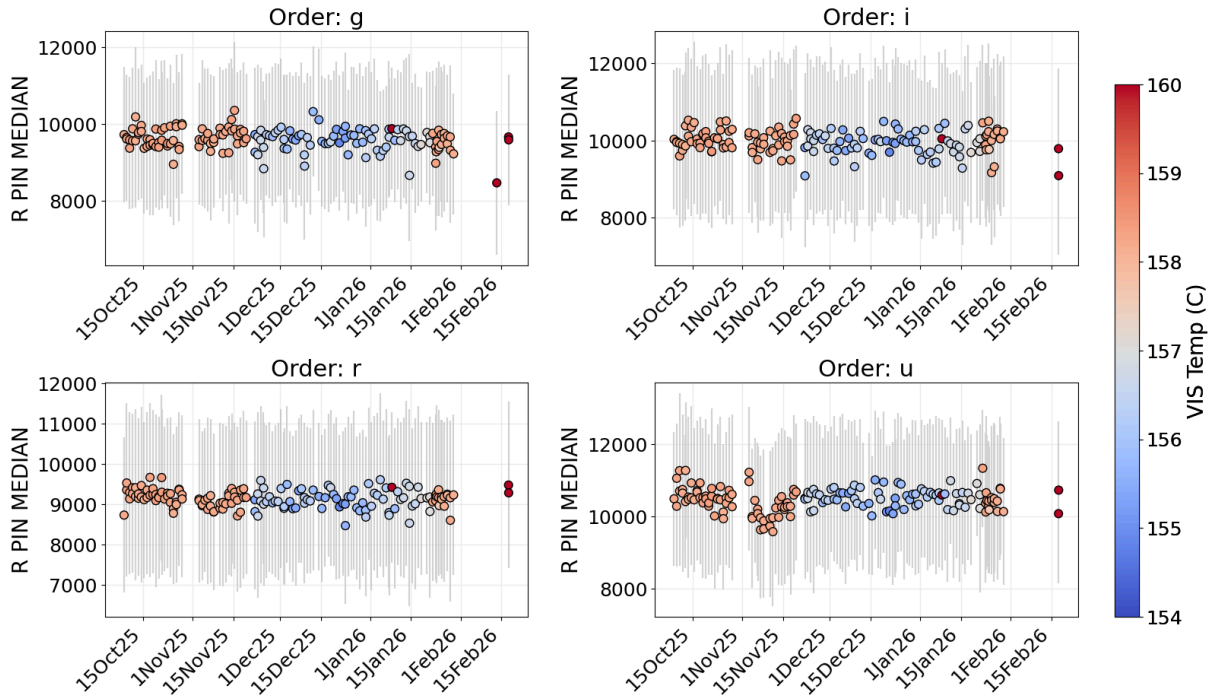 Order: g
R PIN MEDIAN
12000
10000
8000
15Oct25
1Nov25
15Nov25
1Dec25
15Dec25
1Jan26
15Jan26
1Feb26
15Feb26
Order: i
R PIN MEDIAN
12000
10000
8000
15Oct25
1Nov25
15Nov25
1Dec25
15Dec25
1Jan26
15Jan26
1Feb26
15Feb26
Order: r
R PIN MEDIAN
12000
11000
10000
9000
8000
7000
15Oct25
1Nov25
15Nov25
1Dec25
15Dec25
1Jan26
15Jan26
1Feb26
15Feb26
Order: u
R PIN MEDIAN
12000
10000
8000
15Oct25
1Nov25
15Nov25
1Dec25
15Dec25
1Jan26
15Jan26
1Feb26
15Feb26
160
159
158
157
156
155
154
VIS Temp (C)